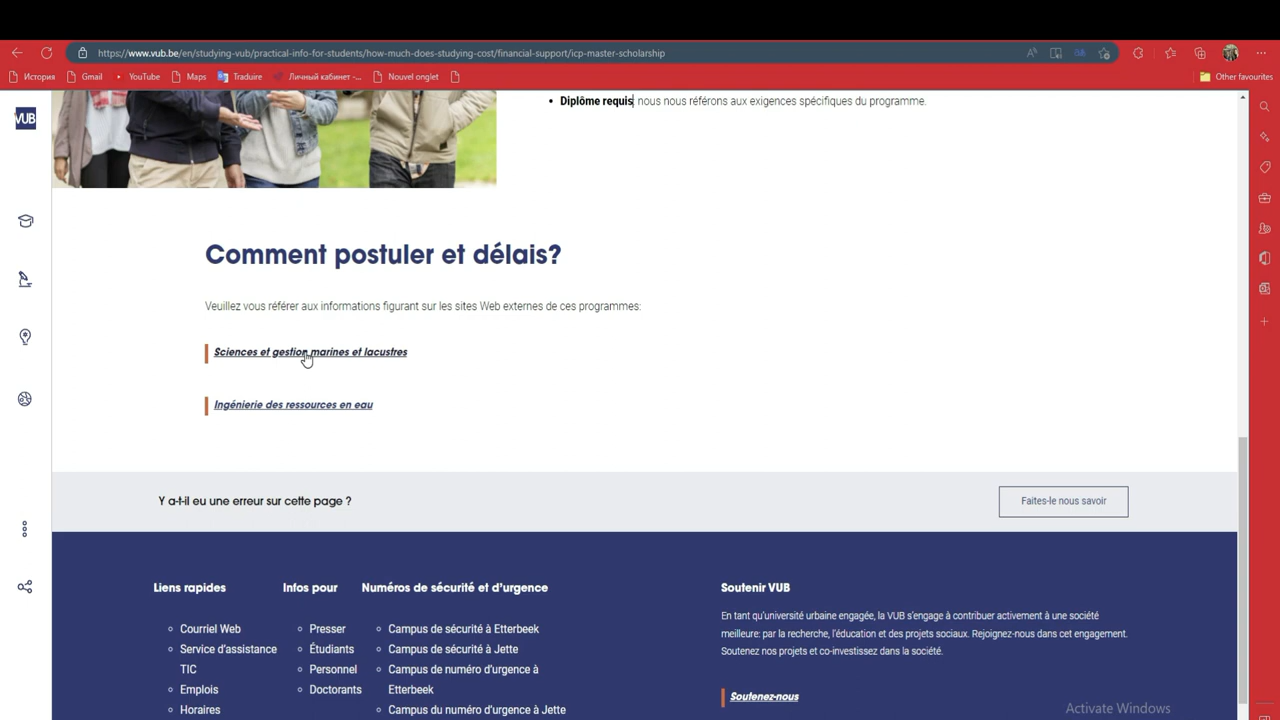 https://www.vub.be/en/studying-vub/practical-info-for-students/how-much-does-studying-cost/financial-support/icp-master-scholarship
История Gmail YouTube Maps Traduire Личный кабинет -... Nouvel onglet Other favourites
VUB
• Diplôme requis nous nous référons aux exigences spécifiques du programme.
Comment postuler et délais?
Veuillez vous référer aux informations figurant sur les sites Web externes de ces programmes:
Sciences et gestion marines et lacustres
Ingénierie des ressources en eau
Y a-t-il eu une erreur sur cette page ?
Faites-le nous savoir
Liens rapides
Courriel Web
Service d'assistance
TIC
Emplois
Horaires
Infos pour
Presser
Étudiants
Personnel
Doctorants
Numéros de sécurité et d'urgence
Campus de sécurité à Etterbeek
Campus de sécurité à Jette
Campus de numéro d'urgence à
Etterbeek
Campus du numéro d'urgence à Jette
Soutenir VUB
En tant qu'université urbaine engagée, la VUB s'engage à contribuer activement à une société
meilleure: par la recherche, l'éducation et des projets sociaux. Rejoignez-nous dans cet engagement.
Soutenez nos projets et co-investissez dans la société.
Soutenez-nous
Activate Windows